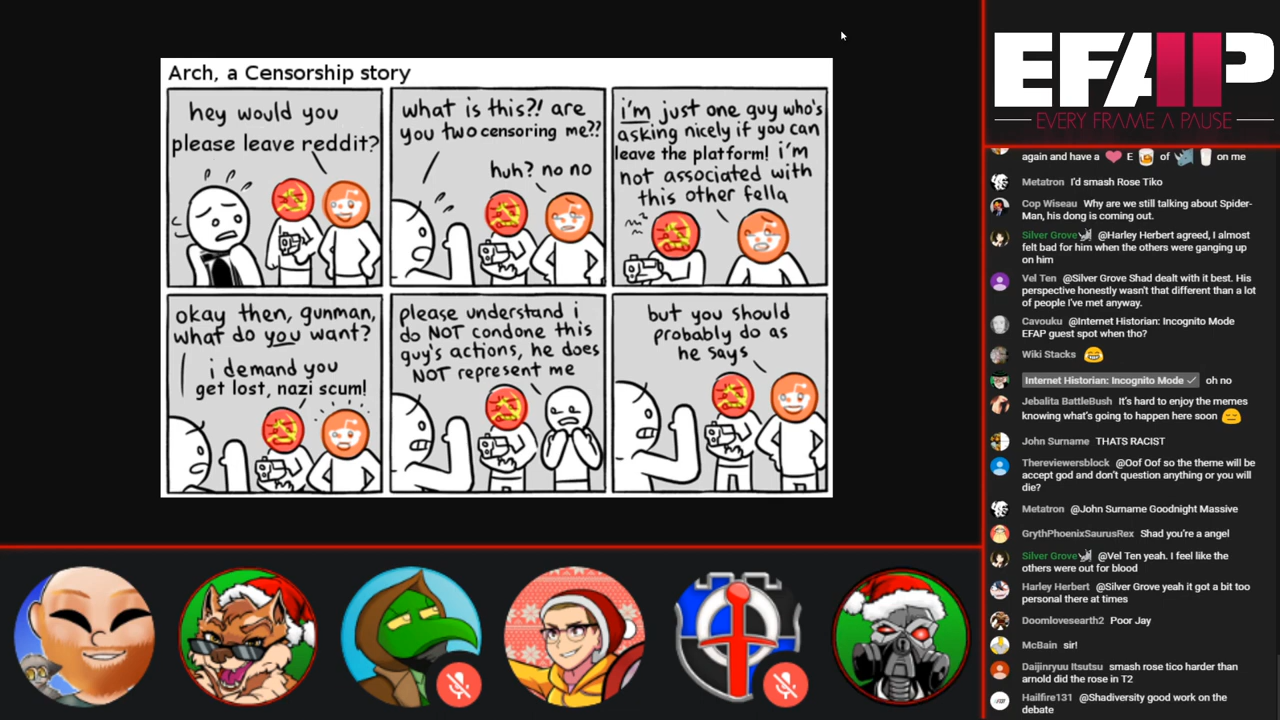 Arch, a Censorship story
hey would you
please leave reddit?
what is this?! are
you two censoring me??
huh? no no
i'm just one guy who's
asking nicely if you can
leave the platform! i'm
not associated with
this other fella
okay then, gunman,
what do you want?
i demand you
get lost, nazi scum!
please understand i
do NOT condone this
guy's actions, he does
NOT represent me
but you should
probably do as
he says
EFAP
EVERY FRAME A PAUSE
again and have a ❤️ E 🍺 of 🥛 on me
Metatron I'd smash Rose Tiko
Cop Wiseau Why are we still talking about Spider-
Man, his dong is coming out.
Silver Grove @Harley Herbert agreed, I almost
felt bad for him when the others were ganging up
on him
Vel Ten @Silver Grove Shad dealt with it best. His
perspective honestly wasn't that different than a lot
of people I've met anyway.
Cavouku @Internet Historian: Incognito Mode
EFAP guest spot when tho?
Wiki Stacks 😂
Internet Historian: Incognito Mode ✓ oh no
Jebalita BattleBush It's hard to enjoy the memes
knowing what's going to happen here soon 😔
John Surname THATS RACIST
Thereviewersblock @Oof Oof so the theme will be
accept god and don't question anything or you will
die?
Metatron @John Surname Goodnight Massive
GrythPhoenixSaurusRex Shad you're a angel
Silver Grove @Vel Ten yeah. I feel like the
others were out for blood
Harley Herbert @Silver Grove yeah it got a bit too
personal there at times
Doomlovesearth2 Poor Jay
McBain sir!
Daijinryuu Itsutsu smash rose tico harder than
arnold did the rose in T2
Hailfire131 @Shadiversity good work on the
debate